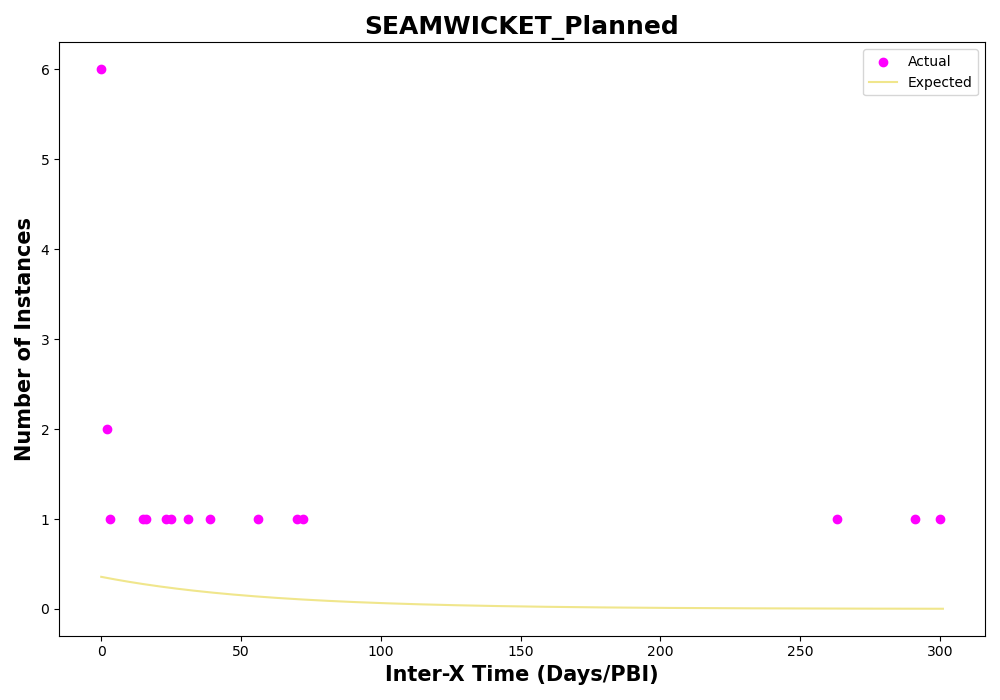 SEAMWICKET_Planned
Actual
Expected
Number of Instances
6
5
4
3
2
1
0
0 50 100 150 200 250 300
Inter-X Time (Days/PBI)